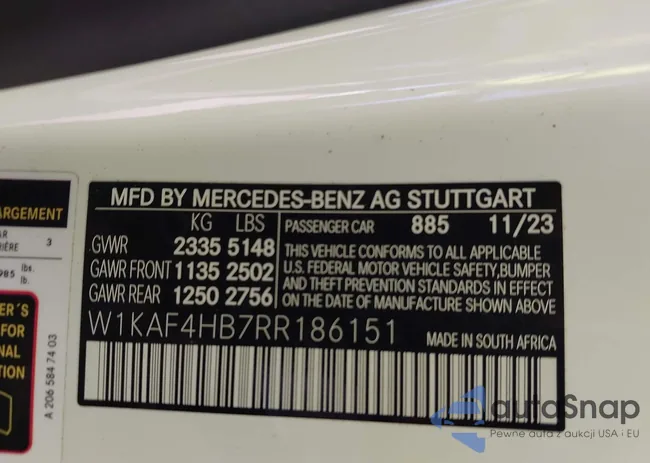 MFD BY MERCEDES-BENZ AG STUTTGART
KG LBS
GVWR 2335 5148
GAWR FRONT 1135 2502
GAWR REAR 1250 2756
PASSENGER CAR 885 11/23
THIS VEHICLE CONFORMS TO ALL APPLICABLE
U.S. FEDERAL MOTOR VEHICLE SAFETY,BUMPER
AND THEFT PREVENTION STANDARDS IN EFFECT
ON THE DATE OF MANUFACTURE SHOWN ABOVE
W1KAF4HB7RR186151
MADE IN SOUTH AFRICA
ARGEMENT
3
985 lbs.
kg.
ER'S
FOR
NAL
TION
A 206 584 74 03
autoSnap
Pewne auta z aukcji USA i EU